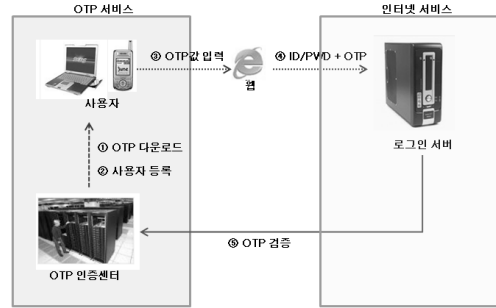 OTP 서비스
인터넷 서비스
③ OTP값 입력
④ ID/PWD + OTP
웹
사용자
로그인 서버
① OTP 다운로드
② 사용자 등록
⑤ OTP 검증
OTP 인증센터